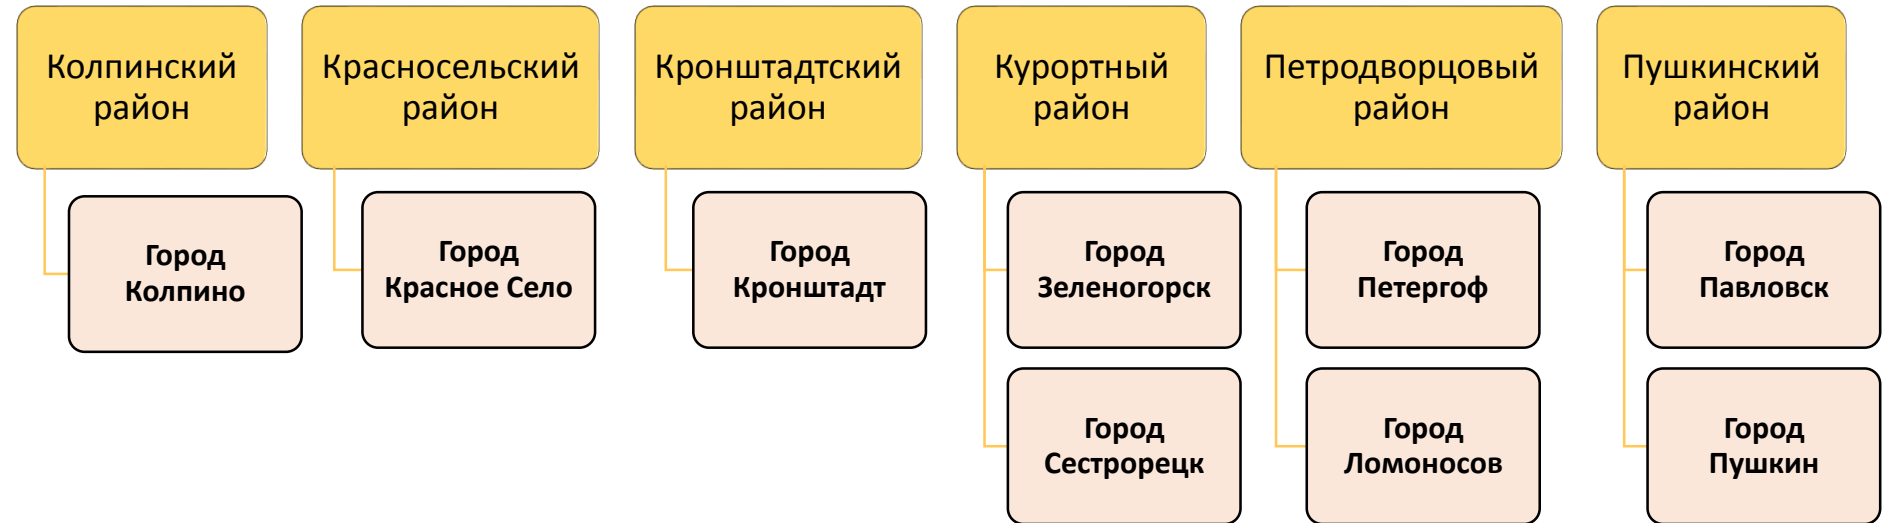 Колпинский
район
Красносельский
район
Кронштадтский
район
Курортный
район
Петродворцовый
район
Пушкинский
район
Город
Колпино
Город
Красное Село
Город
Кронштадт
Город
Зеленогорск
Город
Петергоф
Город
Павловск
Город
Сестрорецк
Город
Ломоносов
Город
Пушкин